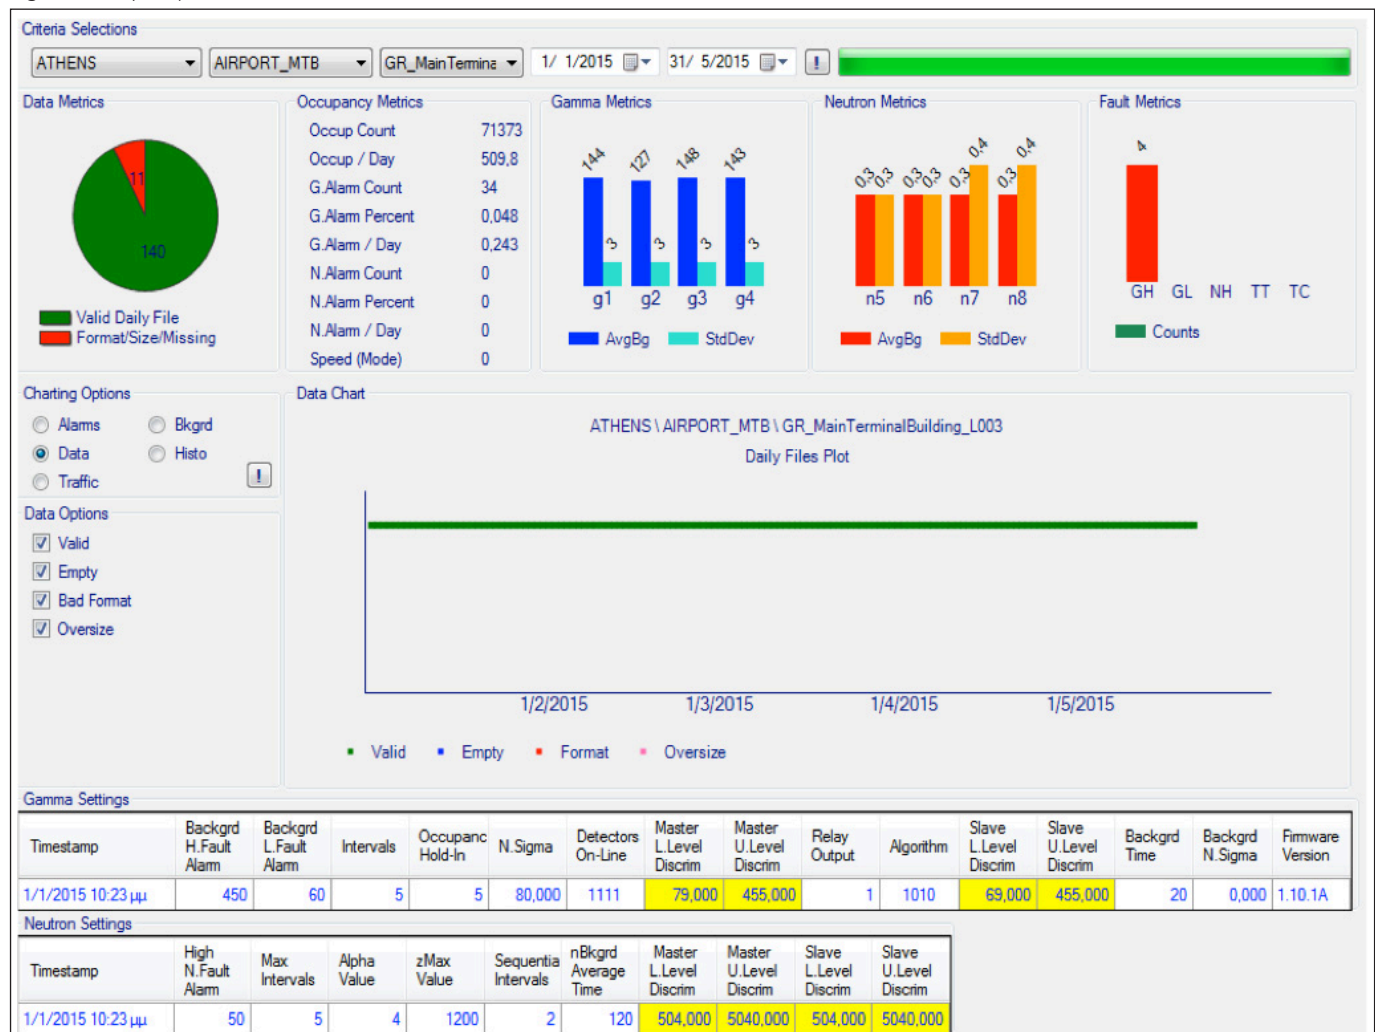 Criteria Selections
ATHENS AIRPORT_MTB GR_MainTermina 1/ 1/2015 31/ 5/2015 !
Data Metrics
11
140
Valid Daily File
Format/Size/Missing
Occupancy Metrics
Occup Count 71373
Occup / Day 509,8
G.Alarm Count 34
G.Alarm Percent 0,048
G.Alarm / Day 0,243
N.Alarm Count 0
N.Alarm Percent 0
N.Alarm / Day 0
Speed (Mode) 0
Gamma Metrics
144 127 148 143
3 3 3 3
g1 g2 g3 g4
AvgBg StdDev
Neutron Metrics
0.3 0.3 0.3 0.3 0.3 0.4 0.3 0.4
n5 n6 n7 n8
AvgBg StdDev
Fault Metrics
4
GH GL NH TT TC
Counts
Charting Options
Alarms Bkgrd
Data Histo
Traffic !
Data Options
Valid
Empty
Bad Format
Oversize
Data Chart
ATHENS \ AIRPORT_MTB \ GR_MainTerminalBuilding_L003
Daily Files Plot
1/2/2015 1/3/2015 1/4/2015 1/5/2015
Valid Empty Format Oversize
Gamma Settings
Timestamp Backgrd H.Fault Alarm Backgrd L.Fault Alarm Intervals Occupanc Hold-In N.Sigma Detectors On-Line Master L.Level Discrim Master U.Level Discrim Relay Output Algorithm Slave L.Level Discrim Slave U.Level Discrim Backgrd Time Backgrd N.Sigma Firmware Version
1/1/2015 10:23 μμ 450 60 5 5 80,000 1111 79,000 455,000 1 1010 69,000 455,000 20 0,000 1.10.1A
Neutron Settings
Timestamp High N.Fault Alarm Max Intervals Alpha Value zMax Value Sequentia Intervals nBkgrd Average Time Master L.Level Discrim Master U.Level Discrim Slave L.Level Discrim Slave U.Level Discrim
1/1/2015 10:23 μμ 50 5 4 1200 2 120 504,000 5040,000 504,000 5040,000